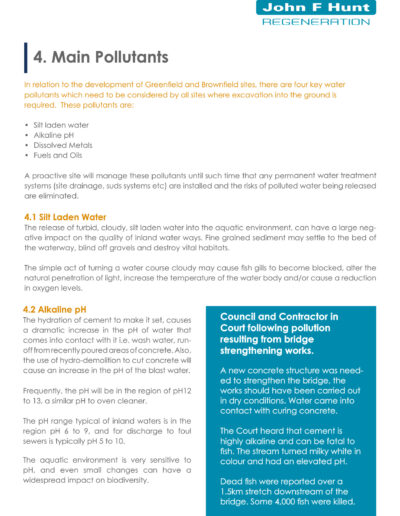 John F Hunt
REGENERATION
4. Main Pollutants
In relation to the development of Greenfield and Brownfield sites, there are four key water
pollutants which need to be considered by all sites where excavation into the ground is
required. These pollutants are:
• Silt laden water
• Alkaline pH
• Dissolved Metals
• Fuels and Oils
A proactive site will manage these pollutants until such time that any permanent water treatment
systems (site drainage, suds systems etc) are installed and the risks of polluted water being released
are eliminated.
4.1 Silt Laden Water
The release of turbid, cloudy, silt laden water into the aquatic environment, can have a large neg-
ative impact on the quality of inland water ways. Fine grained sediment may settle to the bed of
the waterway, blind off gravels and destroy vital habitats.
The simple act of turning a water course cloudy may cause fish gills to become blocked, alter the
natural penetration of light, increase the temperature of the water body and/or cause a reduction
in oxygen levels.
4.2 Alkaline pH
The hydration of cement to make it set, causes
a dramatic increase in the pH of water that
comes into contact with it i.e. wash water, run-
off from recently poured areas of concrete. Also,
the use of hydro-demolition to cut concrete will
cause an increase in the pH of the blast water.
Frequently, the pH will be in the region of pH12
to 13, a similar pH to oven cleaner.
The pH range typical of inland waters is in the
region pH 6 to 9, and for discharge to foul
sewers is typically pH 5 to 10.
The aquatic environment is very sensitive to
pH, and even small changes can have a
widespread impact on biodiversity.
Council and Contractor in
Court following pollution
resulting from bridge
strengthening works.
A new concrete structure was need-
ed to strengthen the bridge, the
works should have been carried out
in dry conditions. Water came into
contact with curing concrete.
The Court heard that cement is
highly alkaline and can be fatal to
fish. The stream turned milky white in
colour and had an elevated pH.
Dead fish were reported over a
1.5km stretch downstream of the
bridge. Some 4,000 fish were killed.